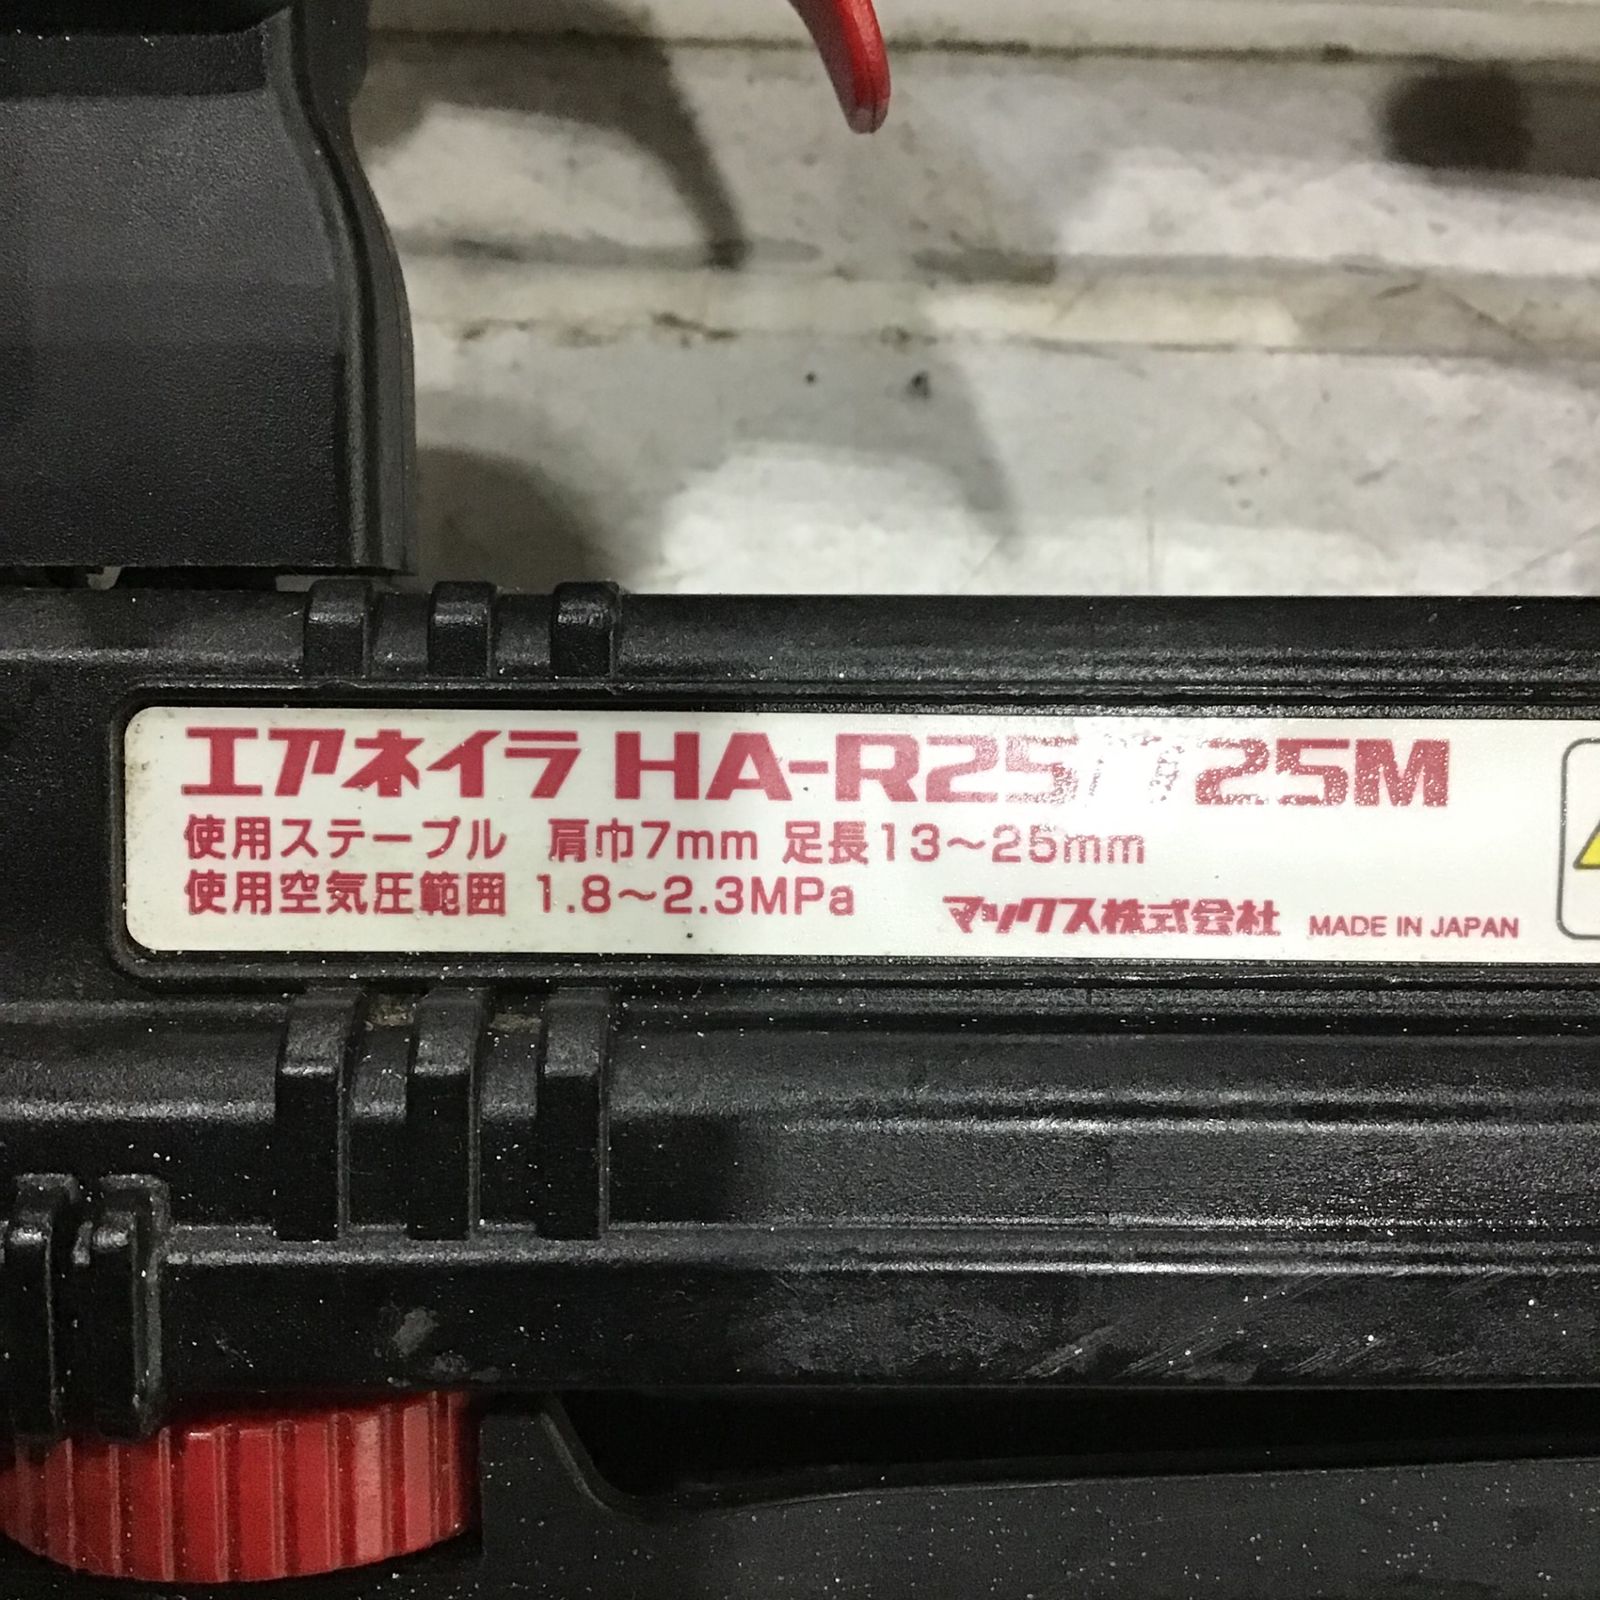 エアネイラ HA-R25/725M
使用ステープル 肩巾7mm 足長13～25mm
使用空気圧範囲 1.8～2.3MPa
マックス株式会社 MADE IN JAPAN